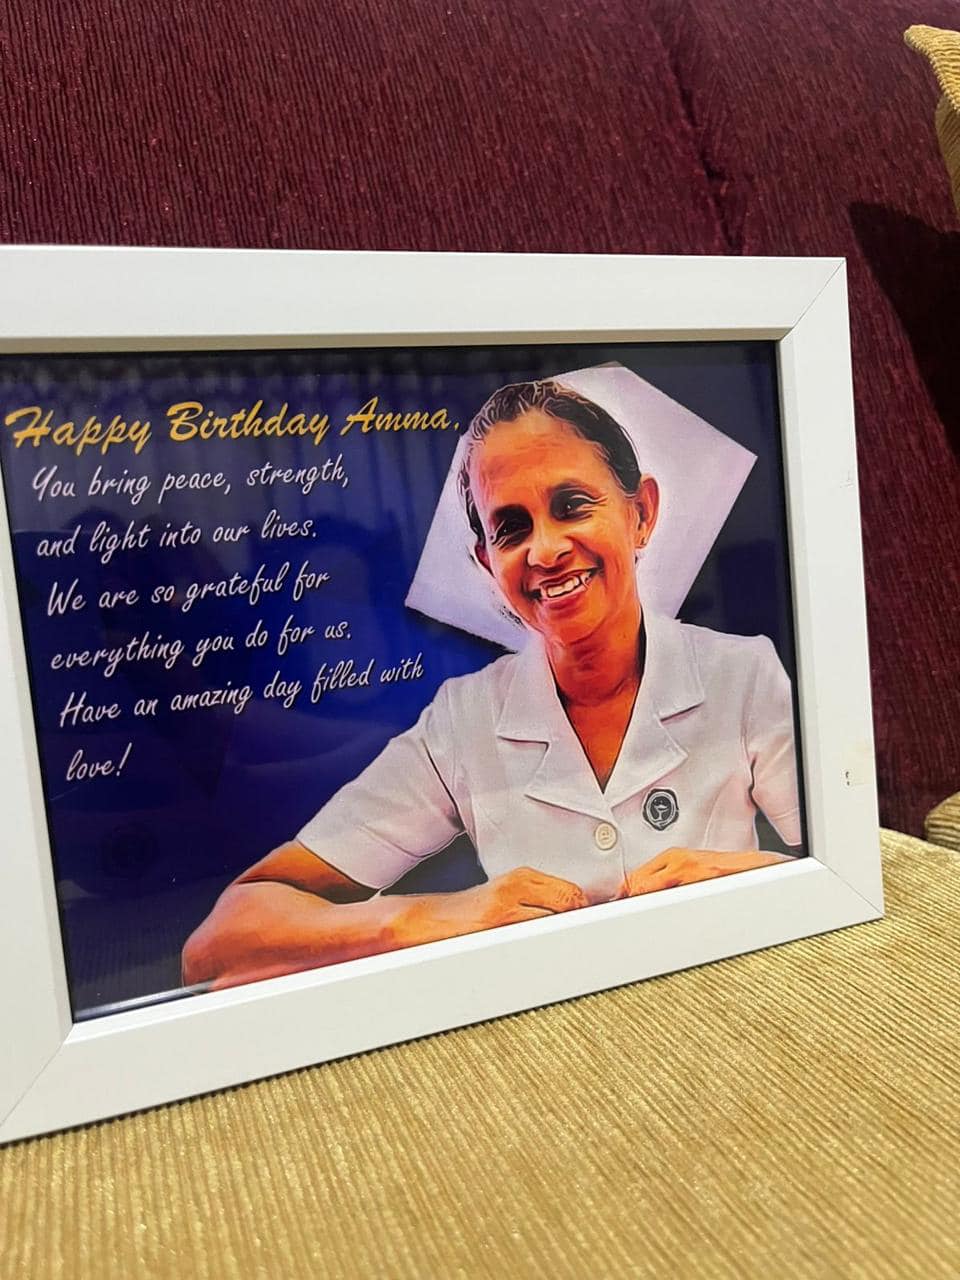 Happy Birthday Amma.
You bring peace, strength,
and light into our lives.
We are so grateful for
everything you do for us.
Have an amazing day filled with
love!